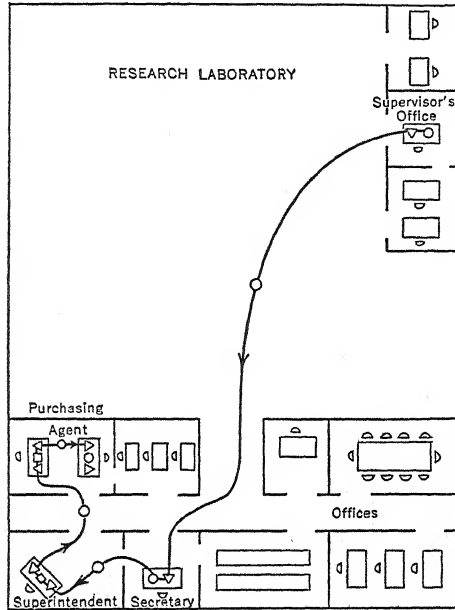 RESEARCH LABORATORY
Supervisor's
Office
Purchasing
Agent
Offices
Superintendent
Secretary